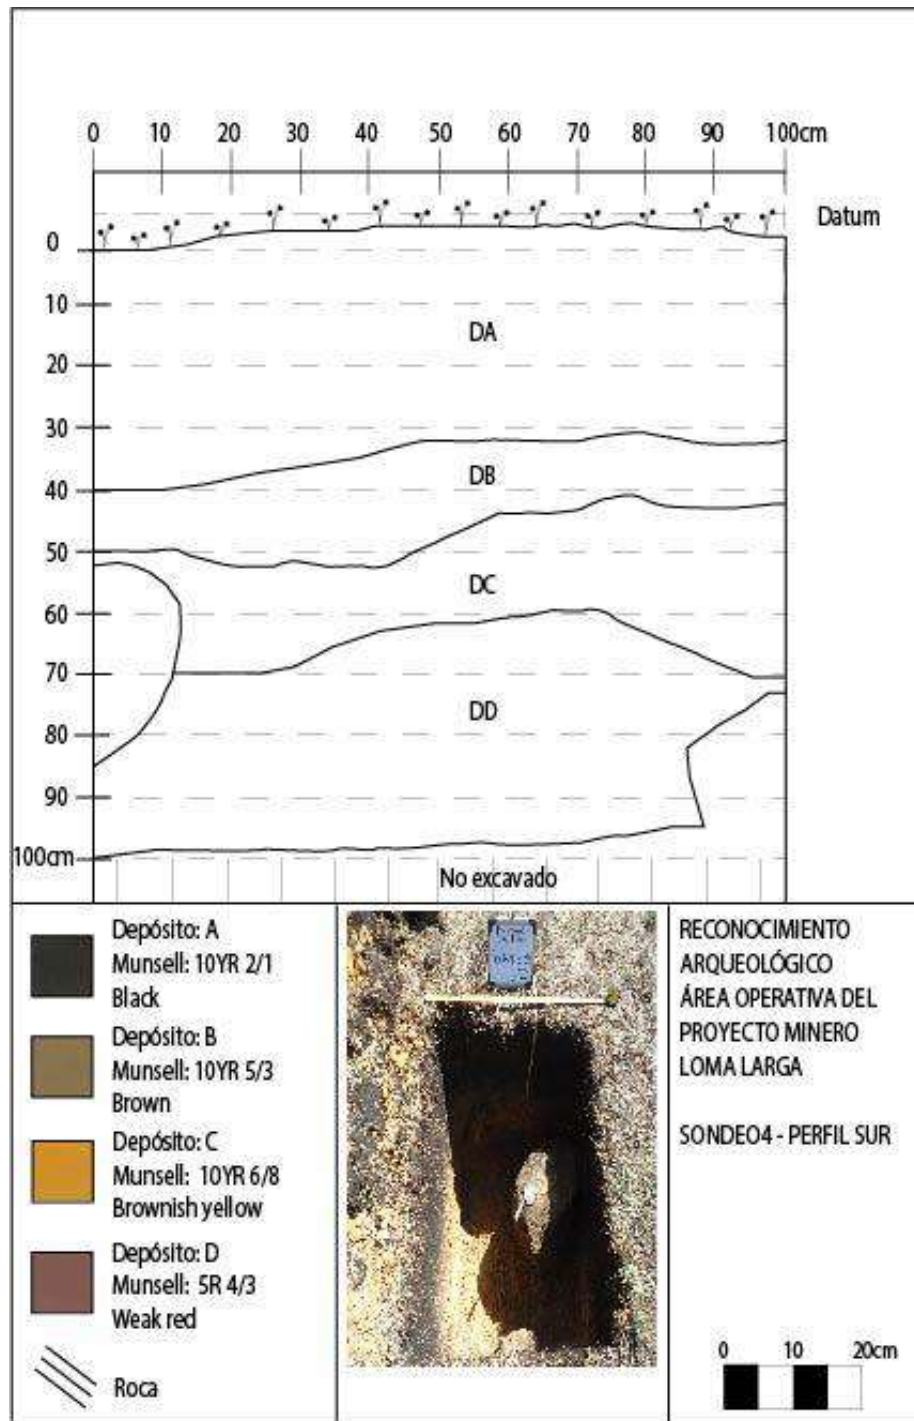 0 10 20 30 40 50 60 70 80 90 100cm
Datum
0
10
DA
20
30
DB
40
50
DC
60
70
DD
80
90
100cm
No excavado
Depósito: A
Munsell: 10YR 2/1
Black
Depósito: B
Munsell: 10YR 5/3
Brown
Depósito: C
Munsell: 10YR 6/8
Brownish yellow
Depósito: D
Munsell: 5R 4/3
Weak red
Roca
RECONOCIMIENTO
ARQUEOLÓGICO
ÁREA OPERATIVA DEL
PROYECTO MINERO
LOMA LARGA
SONDEO4 - PERFIL SUR
0 10 20cm